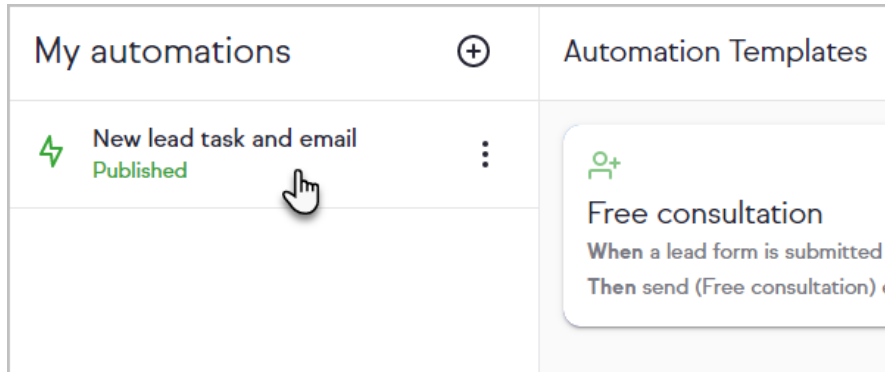 My automations
New lead task and email
Published
Automation Templates
Free consultation
When a lead form is submitted
Then send (Free consultation)